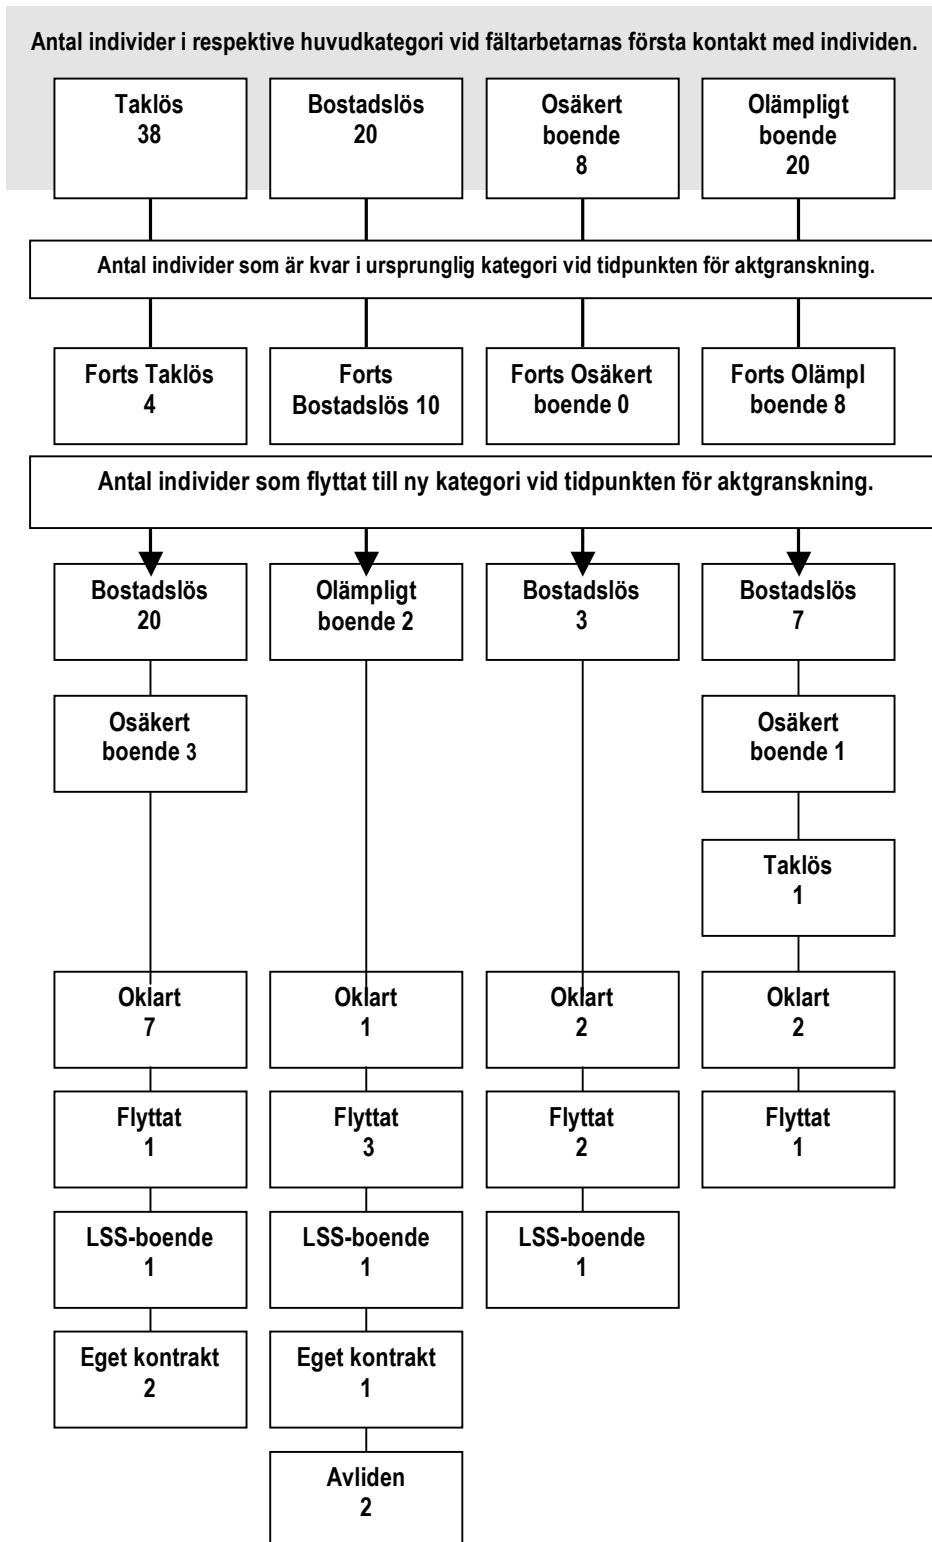 Antal individer i respektive huvudkategori vid fältarbetarnas första kontakt med individen.
Taklös
38
Bostadslös
20
Osäkert
boende
8
Olämpligt
boende
20
Antal individer som är kvar i ursprunglig kategori vid tidpunkten för aktgranskning.
Forts Taklös
4
Forts
Bostadslös 10
Forts Osäkert
boende 0
Forts Olämpl
boende 8
Antal individer som flyttat till ny kategori vid tidpunkten för aktgranskning.
Bostadslös
20
Olämpligt
boende 2
Bostadslös
3
Bostadslös
7
Osäkert
boende 3
Osäkert
boende 1
Taklös
1
Oklart
7
Oklart
1
Oklart
2
Oklart
2
Flyttat
1
Flyttat
3
Flyttat
2
Flyttat
1
LSS-boende
1
LSS-boende
1
LSS-boende
1
Eget kontrakt
2
Eget kontrakt
1
Avliden
2